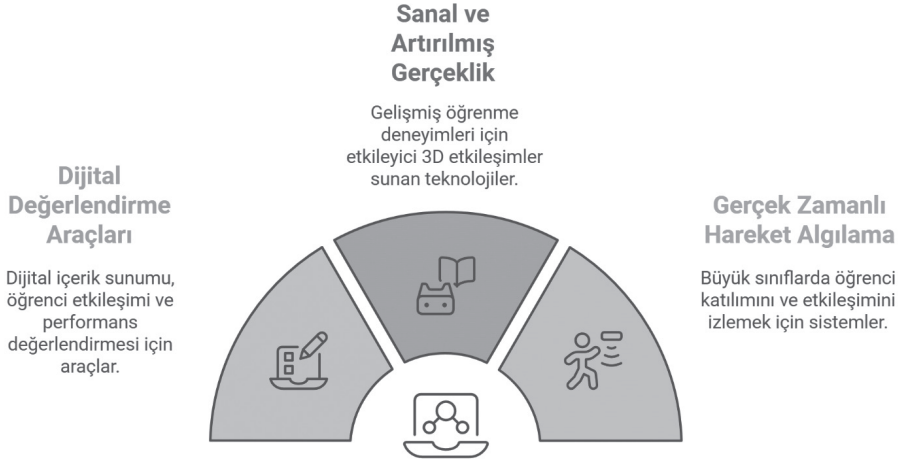 Sanal ve
Artırılmış
Gerçeklik
Gelişmiş öğrenme
deneyimleri için
etkileyici 3D etkileşimler
sunan teknolojiler.
Dijital
Değerlendirme
Araçları
Dijital içerik sunumu,
öğrenci etkileşimi ve
performans
değerlendirmesi için
araçlar.
Gerçek Zamanlı
Hareket Algılama
Büyük sınıflarda öğrenci
katılımını ve etkileşimini
izlemek için sistemler.